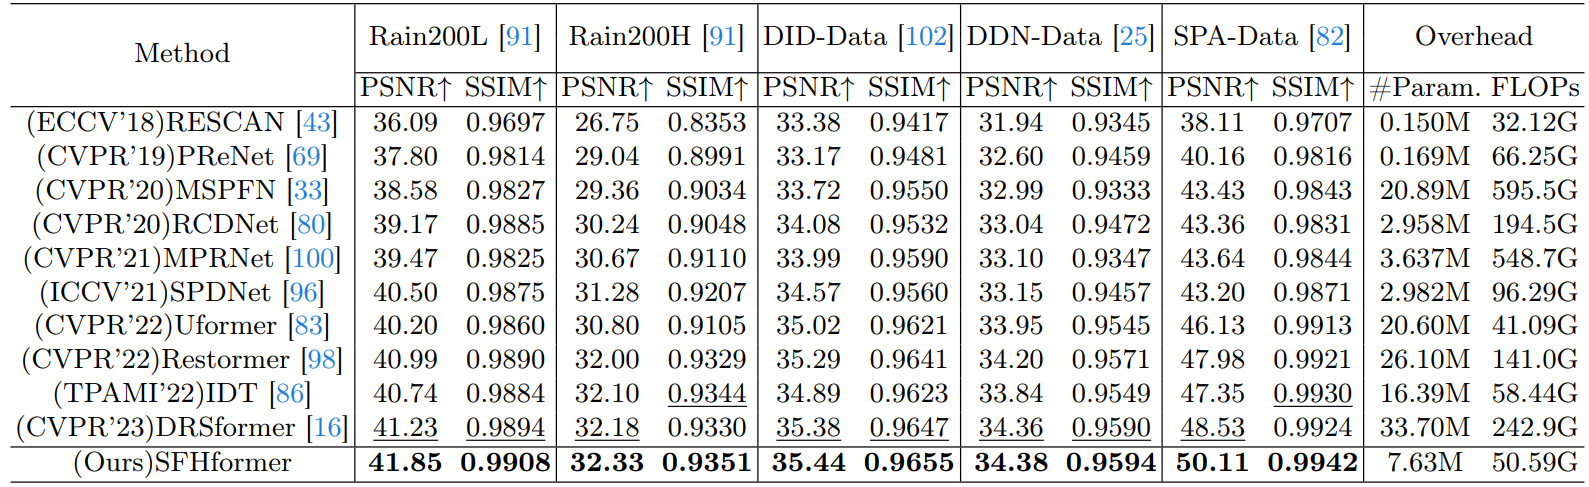 Method Rain200L [91] Rain200H [91] DID-Data [102] DDN-Data [25] SPA-Data [82] Overhead
PSNR↑ SSIM↑ PSNR↑ SSIM↑ PSNR↑ SSIM↑ PSNR↑ SSIM↑ PSNR↑ SSIM↑ #Param. FLOPs
(ECCV'18)RESCAN [43] 36.09 0.9697 26.75 0.8353 33.38 0.9417 31.94 0.9345 38.11 0.9707 0.150M 32.12G
(CVPR'19)PReNet [69] 37.80 0.9814 29.04 0.8991 33.17 0.9481 32.60 0.9459 40.16 0.9816 0.169M 66.25G
(CVPR'20)MSPFN [33] 38.58 0.9827 29.36 0.9034 33.72 0.9550 32.99 0.9333 43.43 0.9843 20.89M 595.5G
(CVPR'20)RCDNet [80] 39.17 0.9885 30.24 0.9048 34.08 0.9532 33.04 0.9472 43.36 0.9831 2.958M 194.5G
(CVPR'21)MPRNet [100] 39.47 0.9825 30.67 0.9110 33.99 0.9590 33.10 0.9347 43.64 0.9844 3.637M 548.7G
(ICCV'21)SPDNet [96] 40.50 0.9875 31.28 0.9207 34.57 0.9560 33.15 0.9457 43.20 0.9871 2.982M 96.29G
(CVPR'22)Uformer [83] 40.20 0.9860 30.80 0.9105 35.02 0.9621 33.95 0.9545 46.13 0.9913 20.60M 41.09G
(CVPR'22)Restormer [98] 40.99 0.9890 32.00 0.9329 35.29 0.9641 34.20 0.9571 47.98 0.9921 26.10M 141.0G
(TPAMI'22)IDT [86] 40.74 0.9884 32.10 0.9344 34.89 0.9623 33.84 0.9549 47.35 0.9930 16.39M 58.44G
(CVPR'23)DRSformer [16] 41.23 0.9894 32.18 0.9330 35.38 0.9647 34.36 0.9590 48.53 0.9924 33.70M 242.9G
(Ours)SFHformer 41.85 0.9908 32.33 0.9351 35.44 0.9655 34.38 0.9594 50.11 0.9942 7.63M 50.59G